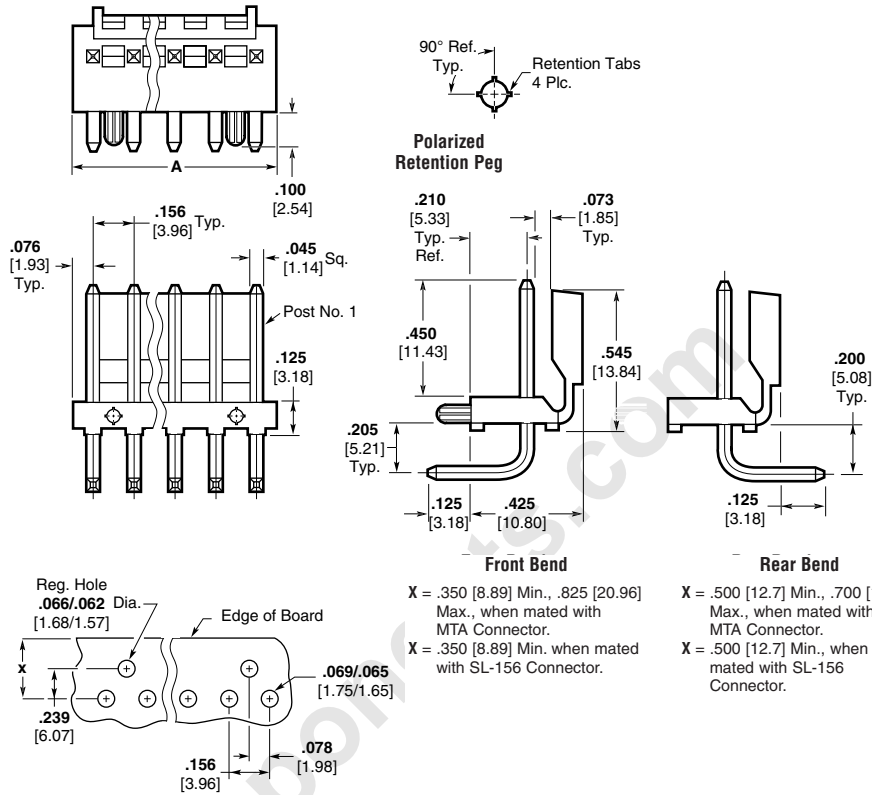 90° Ref.
Typ.
Retention Tabs
4 Plc.
Polarized
Retention Peg
A
.100
[2.54]
.156
[3.96]
Typ.
.076
[1.93]
Typ.
.045
[1.14]
Sq.
Post No. 1
.125
[3.18]
.210
[5.33]
Typ.
Ref.
.073
[1.85]
Typ.
.450
[11.43]
.545
[13.84]
.205
[5.21]
Typ.
.125
[3.18]
.425
[10.80]
.200
[5.08]
Typ.
.125
[3.18]
Front Bend
X = .350 [8.89] Min., .825 [20.96]
Max., when mated with
MTA Connector.
X = .350 [8.89] Min. when mated
with SL-156 Connector.
Rear Bend
X = .500 [12.7] Min., .700 [
Max., when mated with
MTA Connector.
X = .500 [12.7] Min., when
mated with SL-156
Connector.
Reg. Hole
.066/.062 Dia.
[1.68/1.57]
Edge of Board
x
.239
[6.07]
.069/.065
[1.75/1.65]
.078
[1.98]
.156
[3.96]
ponents.com